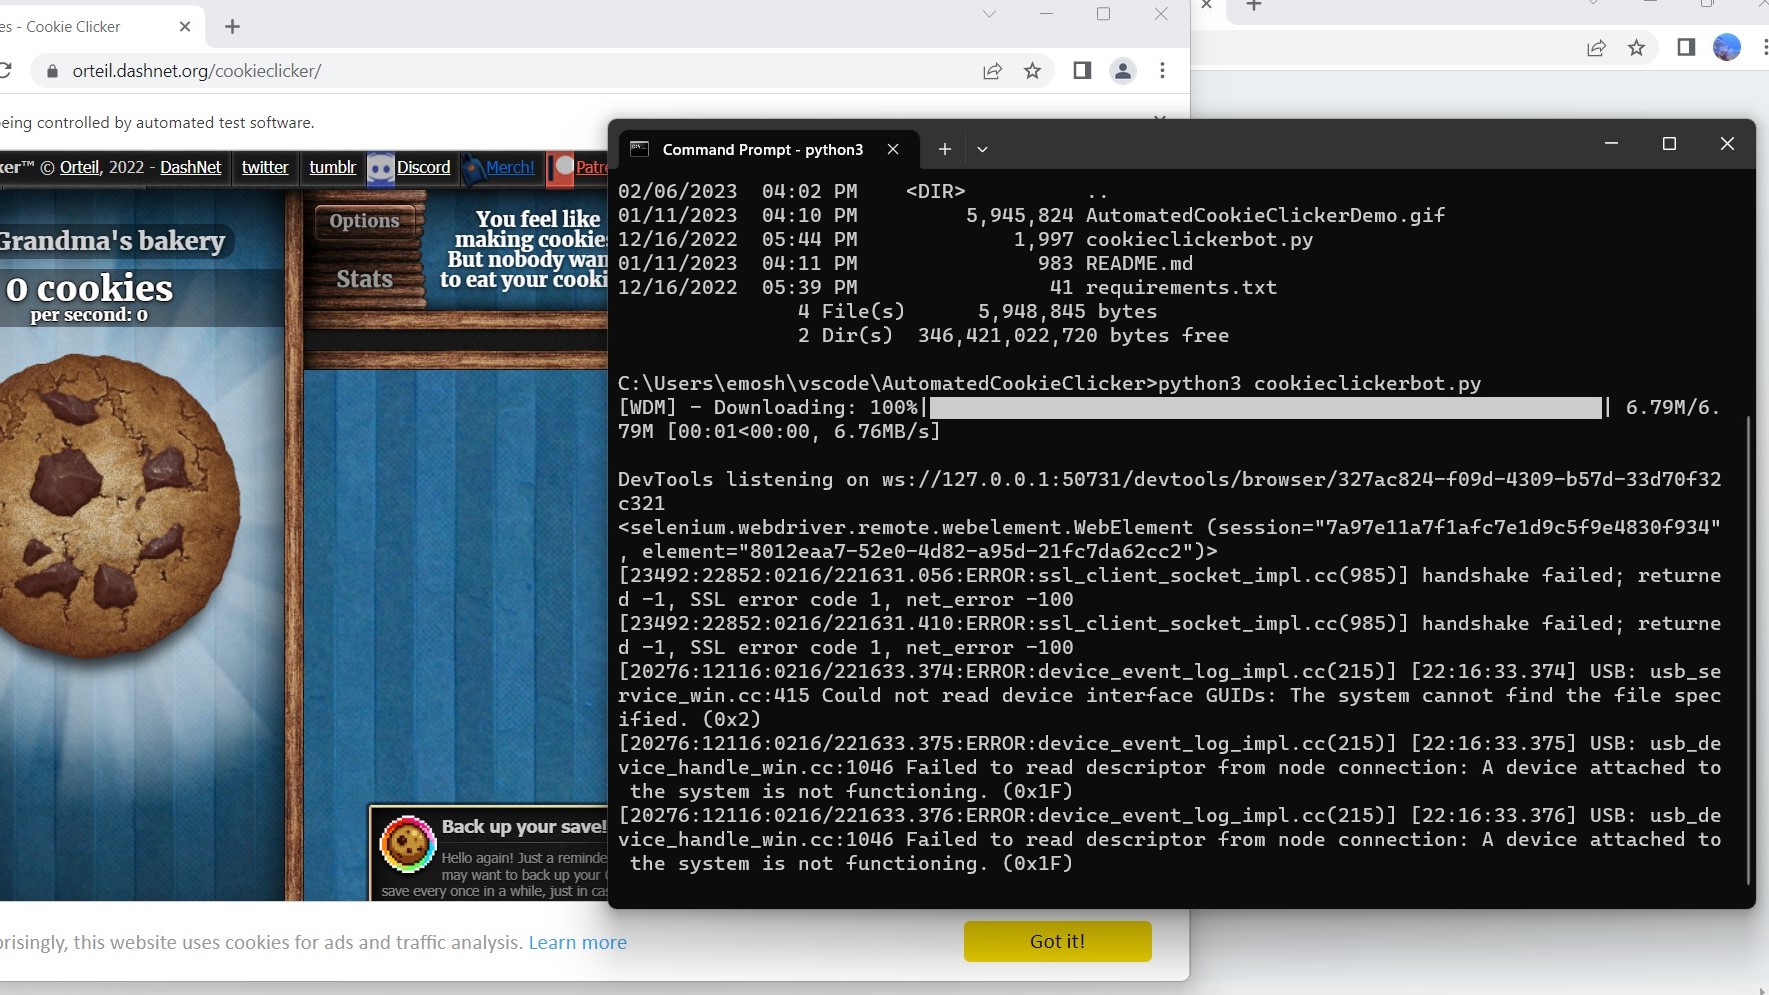 es - Cookie Clicker
orteil.dashnet.org/cookieclicker/
eing controlled by automated test software.
ker™ © Orteil, 2022 - DashNet
twitter
tumblr
Discord
Merch!
Patre
Grandma's bakery
0 cookies
per second: 0
Options
Stats
You feel like
making cookies
But nobody wan
to eat your cooki
Back up your save!
Hello again! Just a reminde
may want to back up your
save every once in a while, just in cas
risingly, this website uses cookies for ads and traffic analysis. Learn more
Got it!
Command Prompt - python3
02/06/2023  04:02 PM    <DIR>          ..
01/11/2023  04:10 PM         5,945,824 AutomatedCookieClickerDemo.gif
12/16/2022  05:44 PM             1,997 cookieclickerbot.py
01/11/2023  04:11 PM               983 README.md
12/16/2022  05:39 PM                41 requirements.txt
4 File(s)      5,948,845 bytes
2 Dir(s)  346,421,022,720 bytes free
C:\Users\emosh\vscode\AutomatedCookieClicker>python3 cookieclickerbot.py
[WDM] - Downloading: 100%| | 6.79M/6.
79M [00:01<00:00, 6.76MB/s]
DevTools listening on ws://127.0.0.1:50731/devtools/browser/327ac824-f09d-4309-b57d-33d70f32
c321
<selenium.webdriver.remote.webelement.WebElement (session="7a97e11a7f1afc7e1d9c5f9e4830f934"
, element="8012eaa7-52e0-4d82-a95d-21fc7da62cc2")>
[23492:22852:0216/221631.056:ERROR:ssl_client_socket_impl.cc(985)] handshake failed; returne
d -1, SSL error code 1, net_error -100
[23492:22852:0216/221631.410:ERROR:ssl_client_socket_impl.cc(985)] handshake failed; returne
d -1, SSL error code 1, net_error -100
[20276:12116:0216/221633.374:ERROR:device_event_log_impl.cc(215)] [22:16:33.374] USB: usb_se
rvice_win.cc:415 Could not read device interface GUIDs: The system cannot find the file spec
ified. (0x2)
[20276:12116:0216/221633.375:ERROR:device_event_log_impl.cc(215)] [22:16:33.375] USB: usb_de
vice_handle_win.cc:1046 Failed to read descriptor from node connection: A device attached to
the system is not functioning. (0x1F)
[20276:12116:0216/221633.376:ERROR:device_event_log_impl.cc(215)] [22:16:33.376] USB: usb_de
vice_handle_win.cc:1046 Failed to read descriptor from node connection: A device attached to
the system is not functioning. (0x1F)